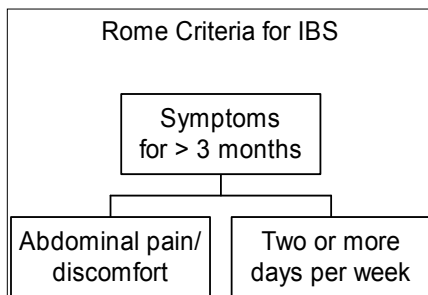 Rome Criteria for IBS
Symptoms
for > 3 months
Abdominal pain/
discomfort
Two or more
days per week